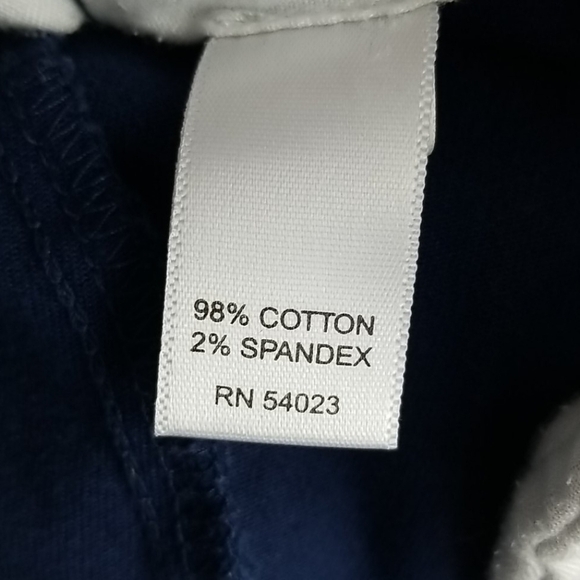 98% COTTON
2% SPANDEX
RN 54023